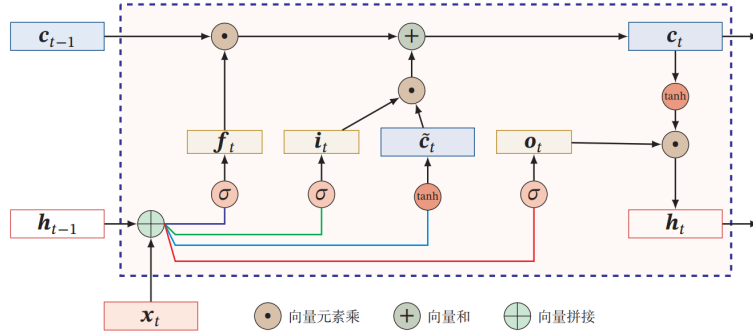 c_{t−1}
c_t
tanh
f_t
i_t
c̃_t
o_t
σ
σ
tanh
σ
h_{t−1}
h_t
x_t
向量元素乘
向量和
向量拼接